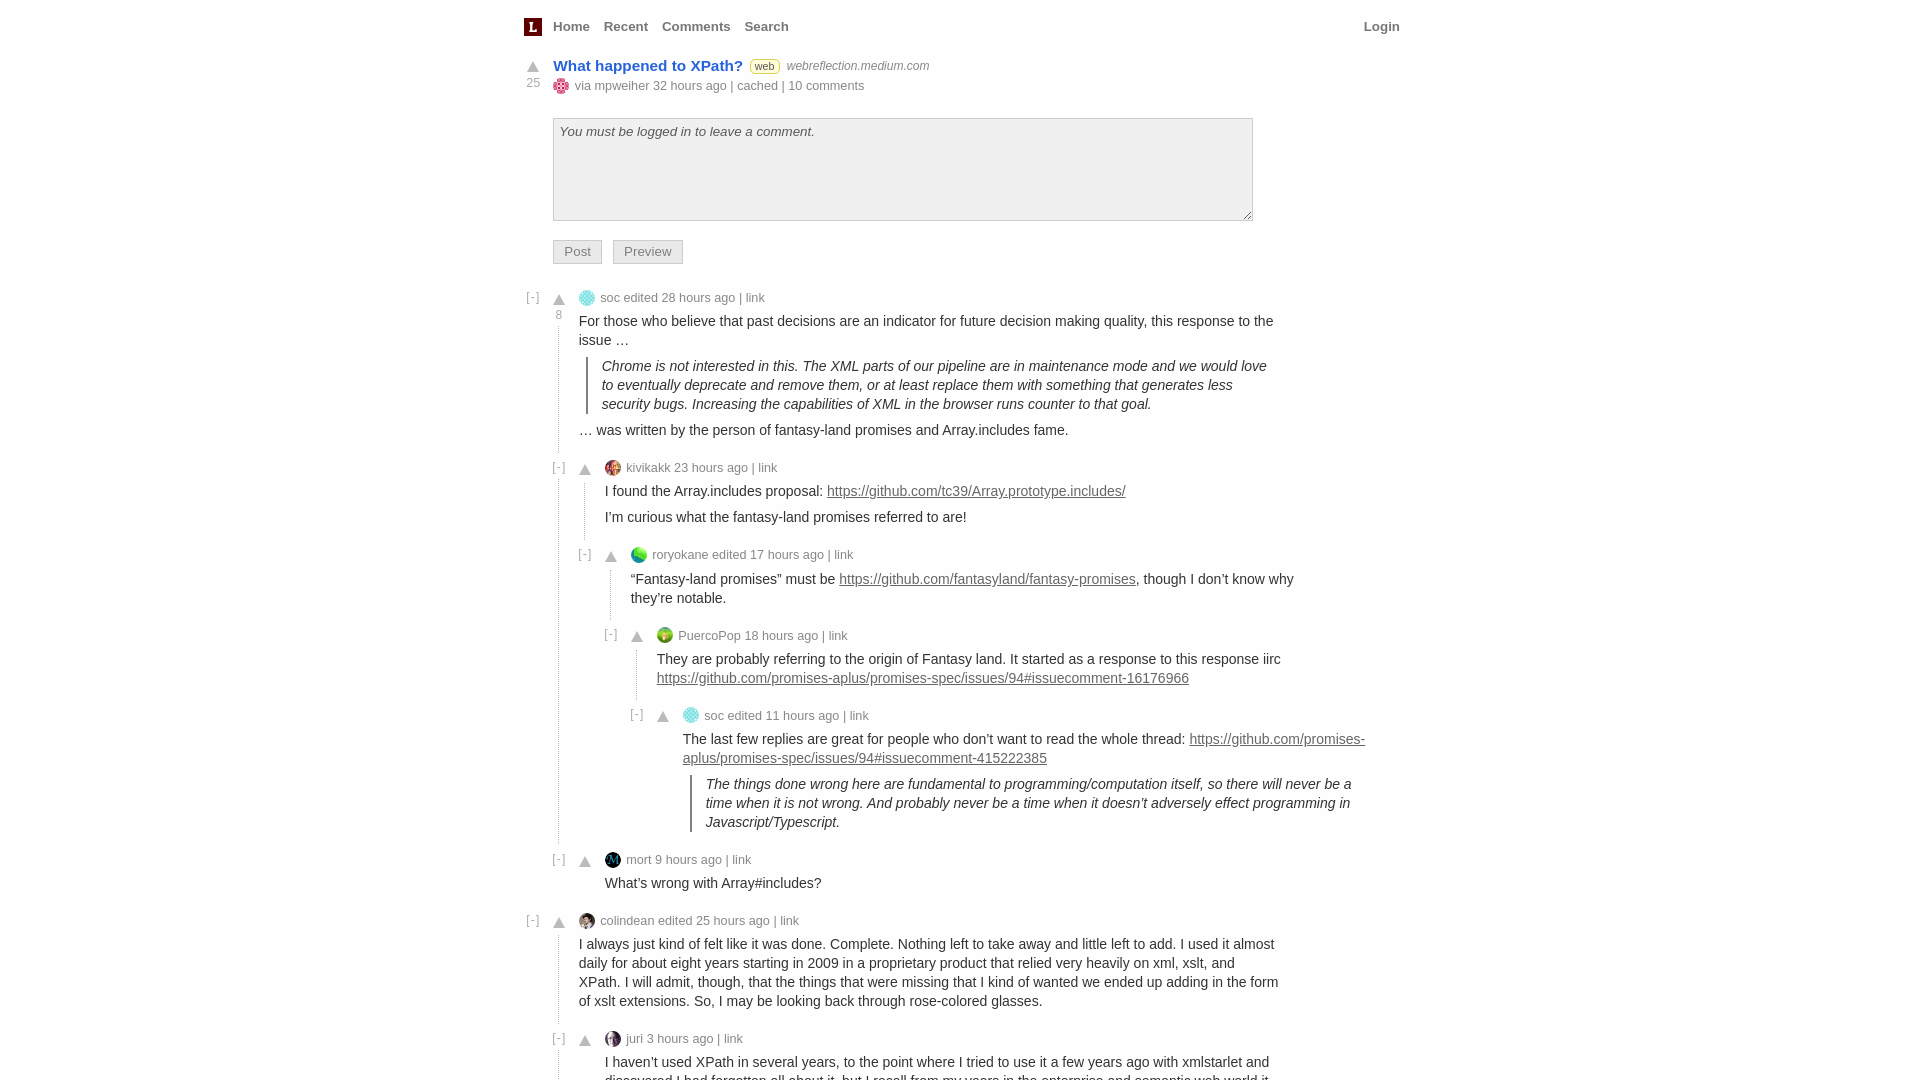 L Home Recent Comments Search Login
What happened to XPath? web webreflection.medium.com
25
via mpweiher 32 hours ago | cached | 10 comments
You must be logged in to leave a comment.
Post Preview
[-] soc edited 28 hours ago | link
8
For those who believe that past decisions are an indicator for future decision making quality, this response to the
issue …
Chrome is not interested in this. The XML parts of our pipeline are in maintenance mode and we would love
to eventually deprecate and remove them, or at least replace them with something that generates less
security bugs. Increasing the capabilities of XML in the browser runs counter to that goal.
… was written by the person of fantasy-land promises and Array.includes fame.
[-] kivikakk 23 hours ago | link
I found the Array.includes proposal: https://github.com/tc39/Array.prototype.includes/
I’m curious what the fantasy-land promises referred to are!
[-] roryokane edited 17 hours ago | link
“Fantasy-land promises” must be https://github.com/fantasyland/fantasy-promises, though I don’t know why
they’re notable.
[-] PuercoPop 18 hours ago | link
They are probably referring to the origin of Fantasy land. It started as a response to this response iirc
https://github.com/promises-aplus/promises-spec/issues/94#issuecomment-16176966
[-] soc edited 11 hours ago | link
The last few replies are great for people who don’t want to read the whole thread: https://github.com/promises-
aplus/promises-spec/issues/94#issuecomment-415222385
The things done wrong here are fundamental to programming/computation itself, so there will never be a
time when it is not wrong. And probably never be a time when it doesn’t adversely effect programming in
Javascript/Typescript.
[-] mort 9 hours ago | link
What’s wrong with Array#includes?
[-] colindean edited 25 hours ago | link
I always just kind of felt like it was done. Complete. Nothing left to take away and little left to add. I used it almost
daily for about eight years starting in 2009 in a proprietary product that relied very heavily on xml, xslt, and
XPath. I will admit, though, that the things that were missing that I kind of wanted we ended up adding in the form
of xslt extensions. So, I may be looking back through rose-colored glasses.
[-] juri 3 hours ago | link
I haven’t used XPath in several years, to the point where I tried to use it a few years ago with xmlstarlet and
discovered I had forgotten all about it, but I recall from my years in the enterprise and semantic web world it